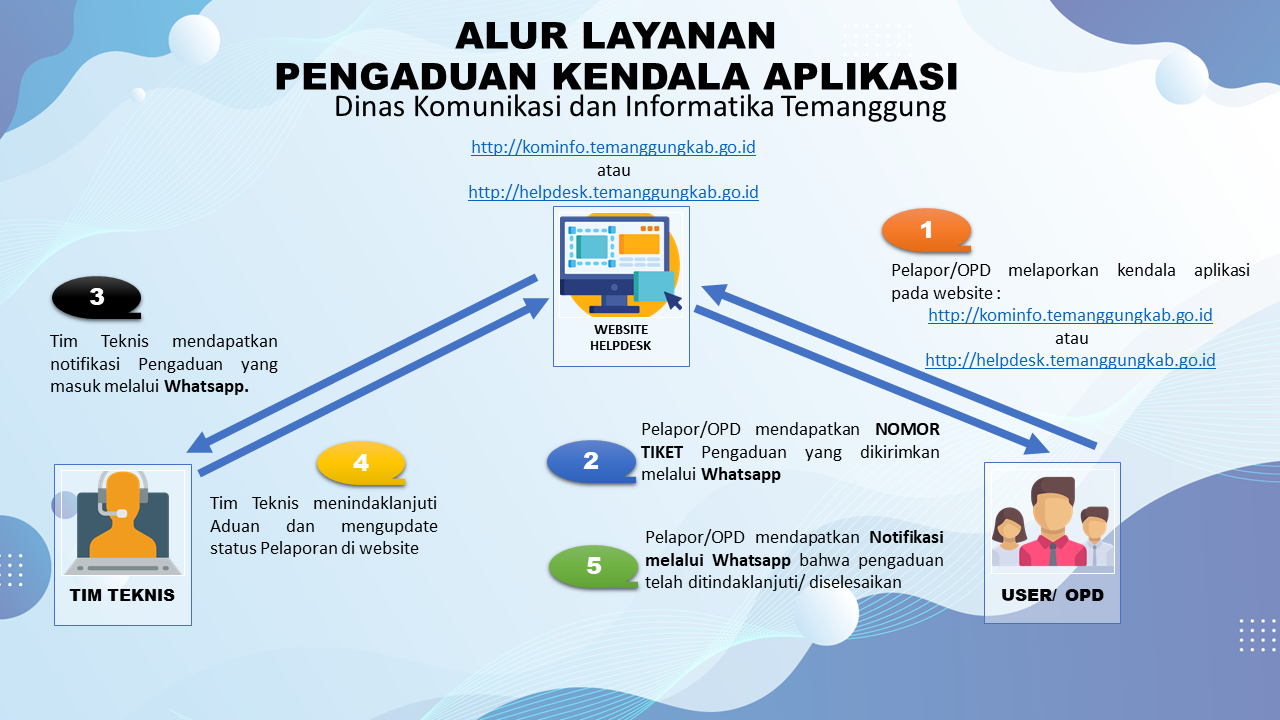 ALUR LAYANAN
PENGADUAN KENDALA APLIKASI
Dinas Komunikasi dan Informatika Temanggung
http://kominfo.temanggungkab.go.id
atau
http://helpdesk.temanggungkab.go.id
WEBSITE
HELPDESK
1
Pelapor/OPD melaporkan kendala aplikasi
pada website :
http://kominfo.temanggungkab.go.id
atau
http://helpdesk.temanggungkab.go.id
2
Pelapor/OPD mendapatkan NOMOR
TIKET Pengaduan yang dikirimkan
melalui Whatsapp
3
Tim Teknis mendapatkan
notifikasi Pengaduan yang
masuk melalui Whatsapp.
4
Tim Teknis menindaklanjuti
Aduan dan mengupdate
status Pelaporan di website
5
Pelapor/OPD mendapatkan Notifikasi
melalui Whatsapp bahwa pengaduan
telah ditindaklanjuti/ diselesaikan
TIM TEKNIS
USER/ OPD